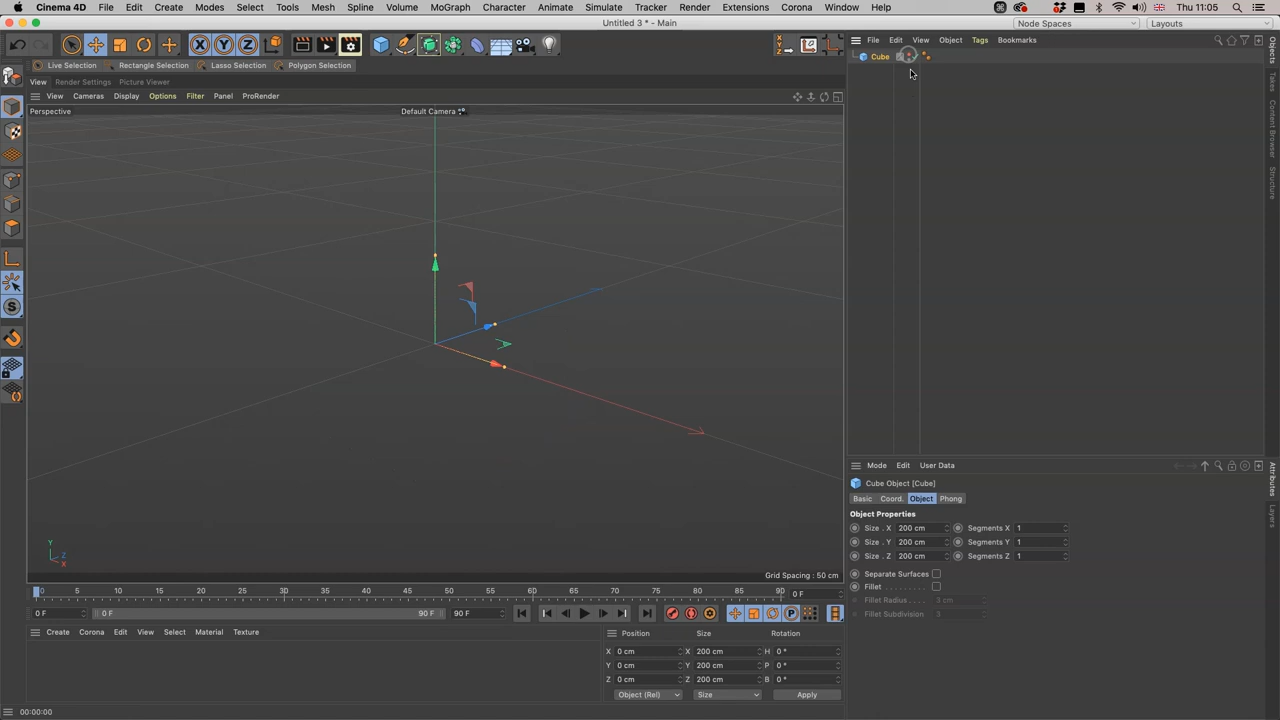 Cinema 4D File Edit Create Modes Select Tools Mesh Spline Volume MoGraph Character Animate Simulate Tracker Render Extensions Corona Window Help Thu 11:05
Untitled 3 * - Main
Node Spaces Layouts
X Y Z
File Edit View Object Tags Bookmarks
Live Selection Rectangle Selection Lasso Selection Polygon Selection
Cube
View Render Settings Picture Viewer
View Cameras Display Options Filter Panel ProRender
Perspective Default Camera
Objects
Takes
Content Browser
Structure
Mode Edit User Data
Cube Object [Cube]
Basic Coord. Object Phong
Object Properties
Size . X 200 cm Segments X 1
Size . Y 200 cm Segments Y 1
Size . Z 200 cm Segments Z 1
Separate Surfaces
Fillet
Fillet Radius . . . . 3 cm
Fillet Subdivision 3
Attributes
Layers
Y
Z
X
Grid Spacing : 50 cm
0 5 10 15 20 25 30 35 40 45 50 55 60 65 70 75 80 85 90 0 F
0 F 0 F 90 F 90 F
Create Corona Edit View Select Material Texture
Position Size Rotation
X 0 cm X 200 cm H 0 °
Y 0 cm Y 200 cm P 0 °
Z 0 cm Z 200 cm B 0 °
Object (Rel) Size Apply
00:00:00